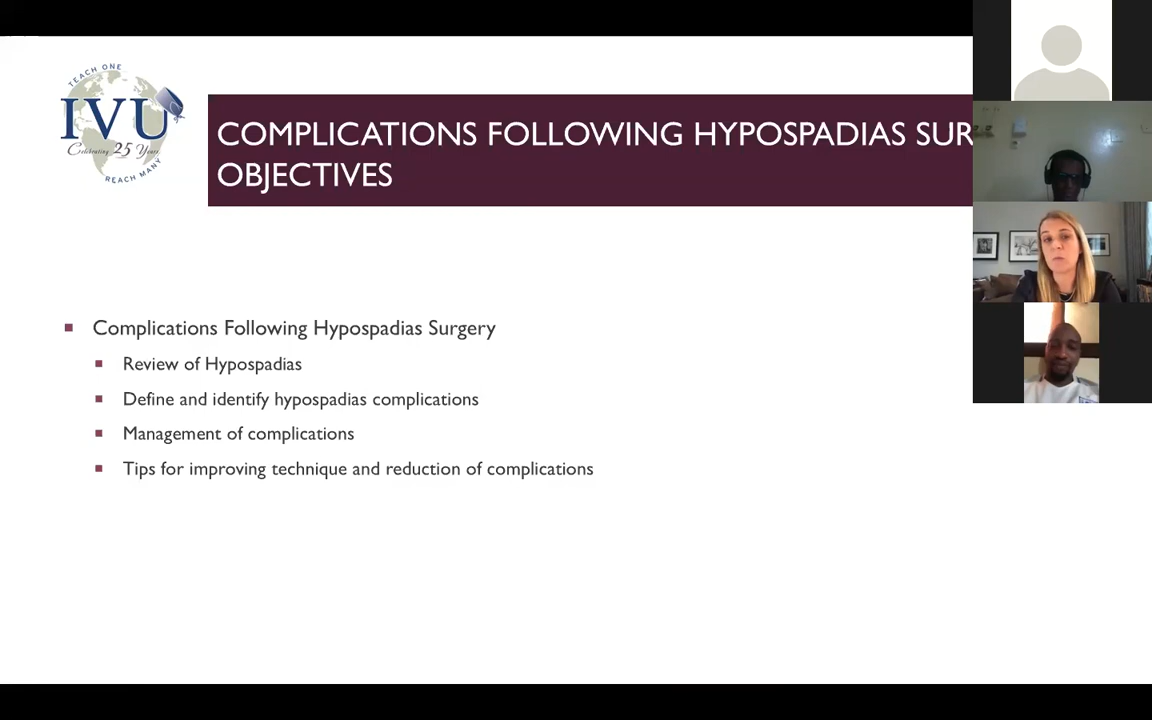 TEACH ONE
IVU
Celebrating 25 Years
REACH MANY
COMPLICATIONS FOLLOWING HYPOSPADIAS SUR
OBJECTIVES
Complications Following Hypospadias Surgery
Review of Hypospadias
Define and identify hypospadias complications
Management of complications
Tips for improving technique and reduction of complications